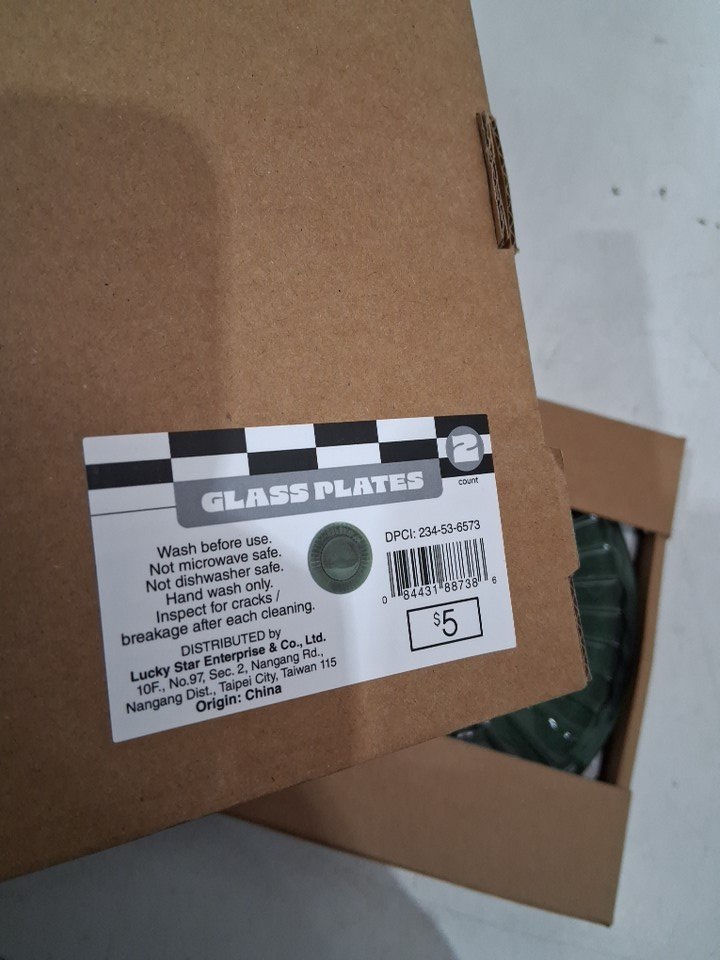 GLASS PLATES
2
count
Wash before use.
Not microwave safe.
Not dishwasher safe.
Hand wash only.
Inspect for cracks /
breakage after each cleaning.
DISTRIBUTED by
Lucky Star Enterprise & Co., Ltd.
10F., No.97, Sec. 2, Nangang Rd.,
Nangang Dist., Taipei City, Taiwan 115
Origin: China
DPCI: 234-53-6573
0 84431 88738 6
$5